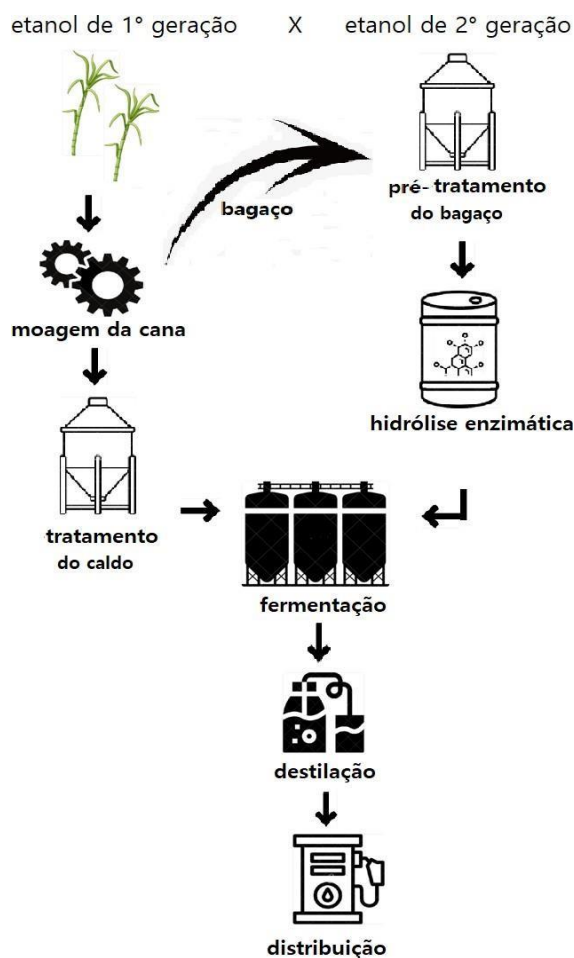 etanol de 1° geração X etanol de 2° geração
bagaço
pré- tratamento
do bagaço
moagem da cana
hidrólise enzimática
tratamento
do caldo
fermentação
destilação
distribuição